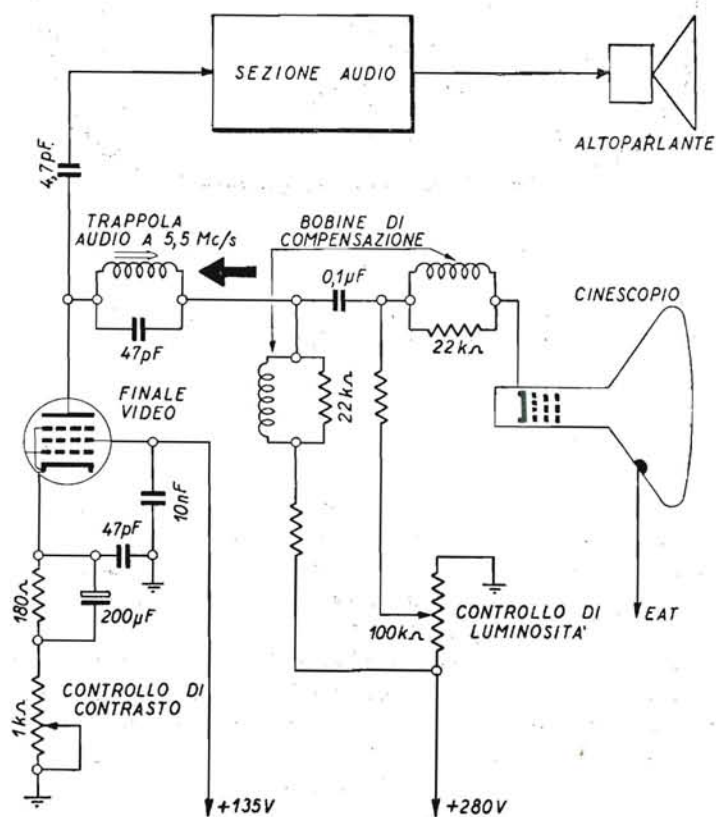 SEZIONE AUDIO
ALTOPARLANTE
4,7pF
TRAPPOLA
AUDIO A 5,5 Mc/s
BOBINE DI
COMPENSAZIONE
0,1µF
CINESCOPIO
47pF
22kΩ
FINALE
VIDEO
22kΩ
10nF
47pF
180Ω
200µF
CONTROLLO DI
LUMINOSITA'
100kΩ
EAT
CONTROLLO DI
CONTRASTO
1kΩ
+135V
+280V